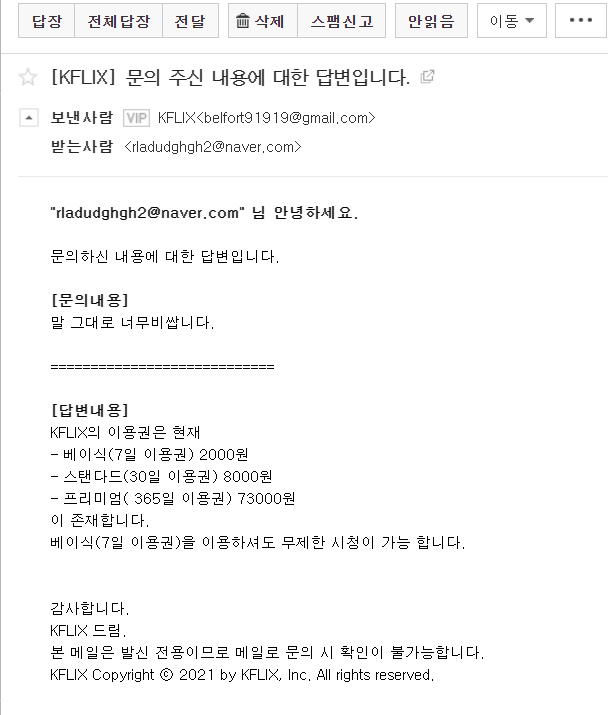 답장 전체답장 전달 삭제 스팸신고 안읽음 이동 •••
[KFLIX] 문의 주신 내용에 대한 답변입니다.
보낸사람 VIP KFLIX<belfort91919@gmail.com>
받는사람 <rladudghgh2@naver.com>
"rladudghgh2@naver.com" 님 안녕하세요.
문의하신 내용에 대한 답변입니다.
[문의내용]
말 그대로 너무비쌉니다.
============================
[답변내용]
KFLIX의 이용권은 현재
- 베이식(7일 이용권) 2000원
- 스탠다드(30일 이용권) 8000원
- 프리미엄( 365일 이용권) 73000원
이 존재합니다.
베이식(7일 이용권)을 이용하셔도 무제한 시청이 가능 합니다.
감사합니다.
KFLIX 드림.
본 메일은 발신 전용이므로 메일로 문의 시 확인이 불가능합니다.
KFLIX Copyright ⓒ 2021 by KFLIX, Inc. All rights reserved.